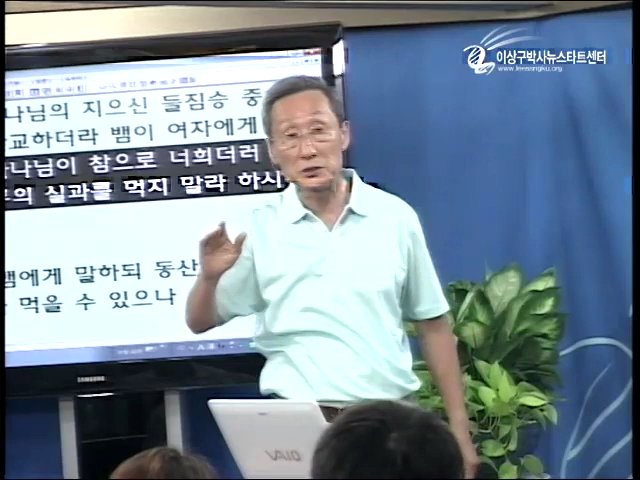 이상구박사뉴스타트센터
www.leesangku.org
나님의 지으신 들짐승 중
교하더라 뱀이 여자에게
나님이 참으로 너희더러
의 실과를 먹지 말라 하시
뱀에게 말하되 동산
먹을 수 있으나
SAMSUNG
VAIO